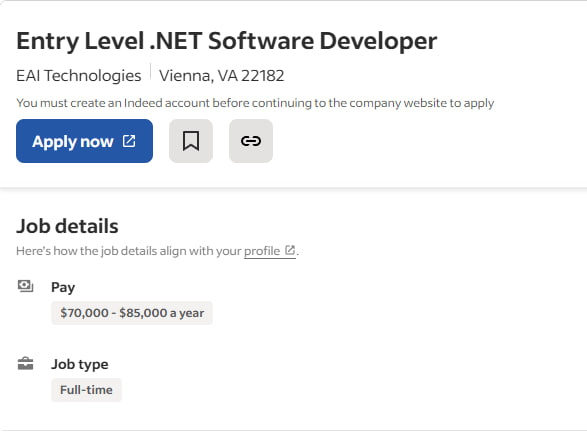 Entry Level .NET Software Developer
EAI Technologies Vienna, VA 22182
You must create an Indeed account before continuing to the company website to apply
Apply now
Job details
Here's how the job details align with your profile.
Pay
$70,000 - $85,000 a year
Job type
Full-time